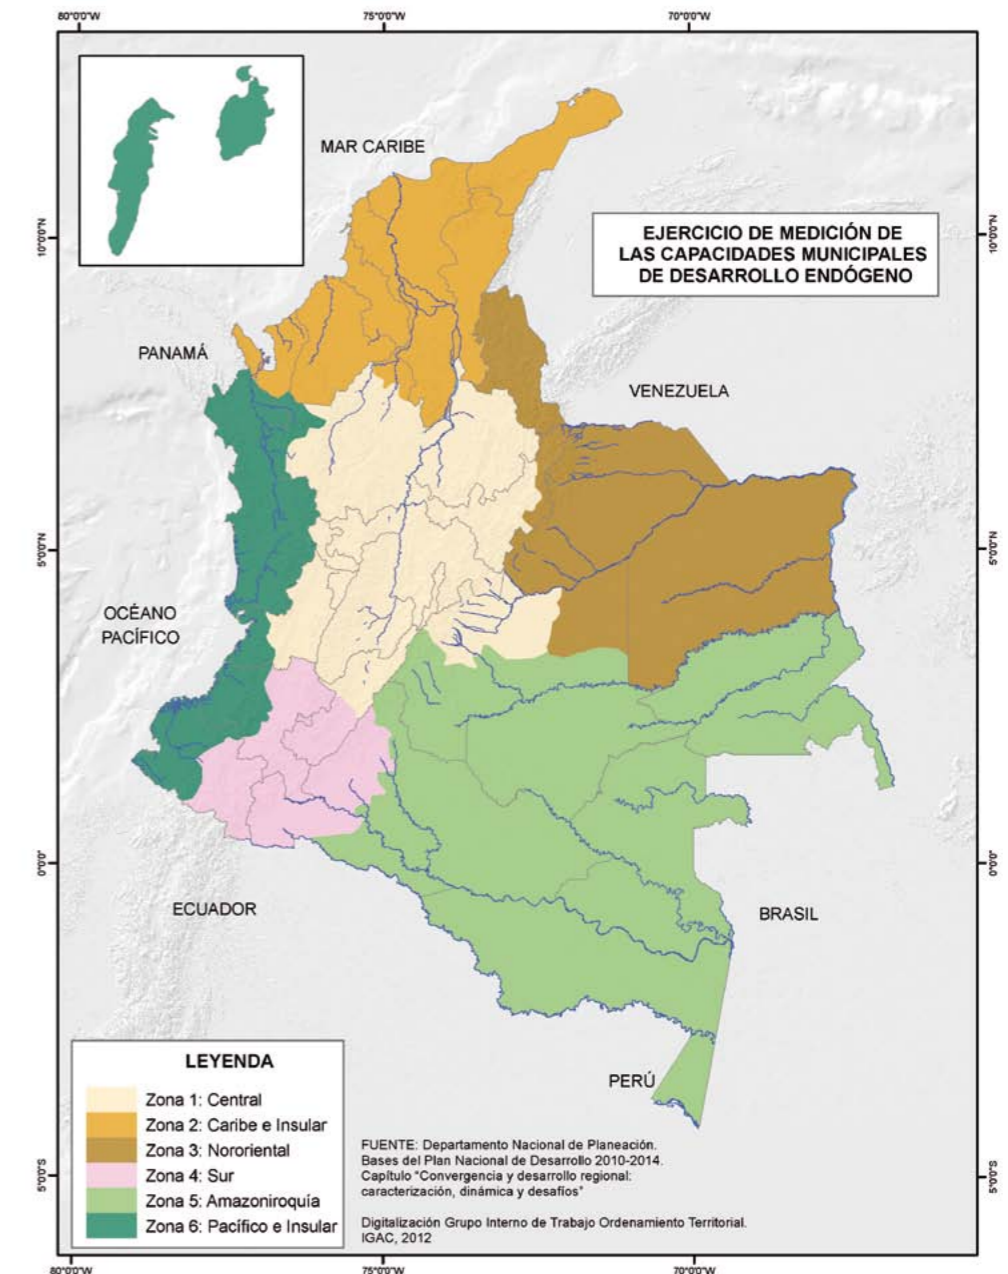 80°0'0"W
75°0'0"W
70°0'0"W
MAR CARIBE
10°0'0"N
10°0'0"N
EJERCICIO DE MEDICIÓN DE
LAS CAPACIDADES MUNICIPALES
DE DESARROLLO ENDÓGENO
PANAMÁ
VENEZUELA
5°0'0"N
5°0'0"N
OCÉANO
PACÍFICO
0°0'0"
0°0'0"
ECUADOR
BRASIL
PERÚ
LEYENDA
Zona 1: Central
Zona 2: Caribe e Insular
Zona 3: Nororiental
Zona 4: Sur
Zona 5: Amazoniroquía
Zona 6: Pacífico e Insular
FUENTE: Departamento Nacional de Planeación.
Bases del Plan Nacional de Desarrollo 2010-2014.
Capítulo "Convergencia y desarrollo regional:
caracterización, dinámica y desafíos"
Digitalización Grupo Interno de Trabajo Ordenamiento Territorial.
IGAC, 2012
5°0'0"S
5°0'0"S
80°0'0"W
75°0'0"W
70°0'0"W